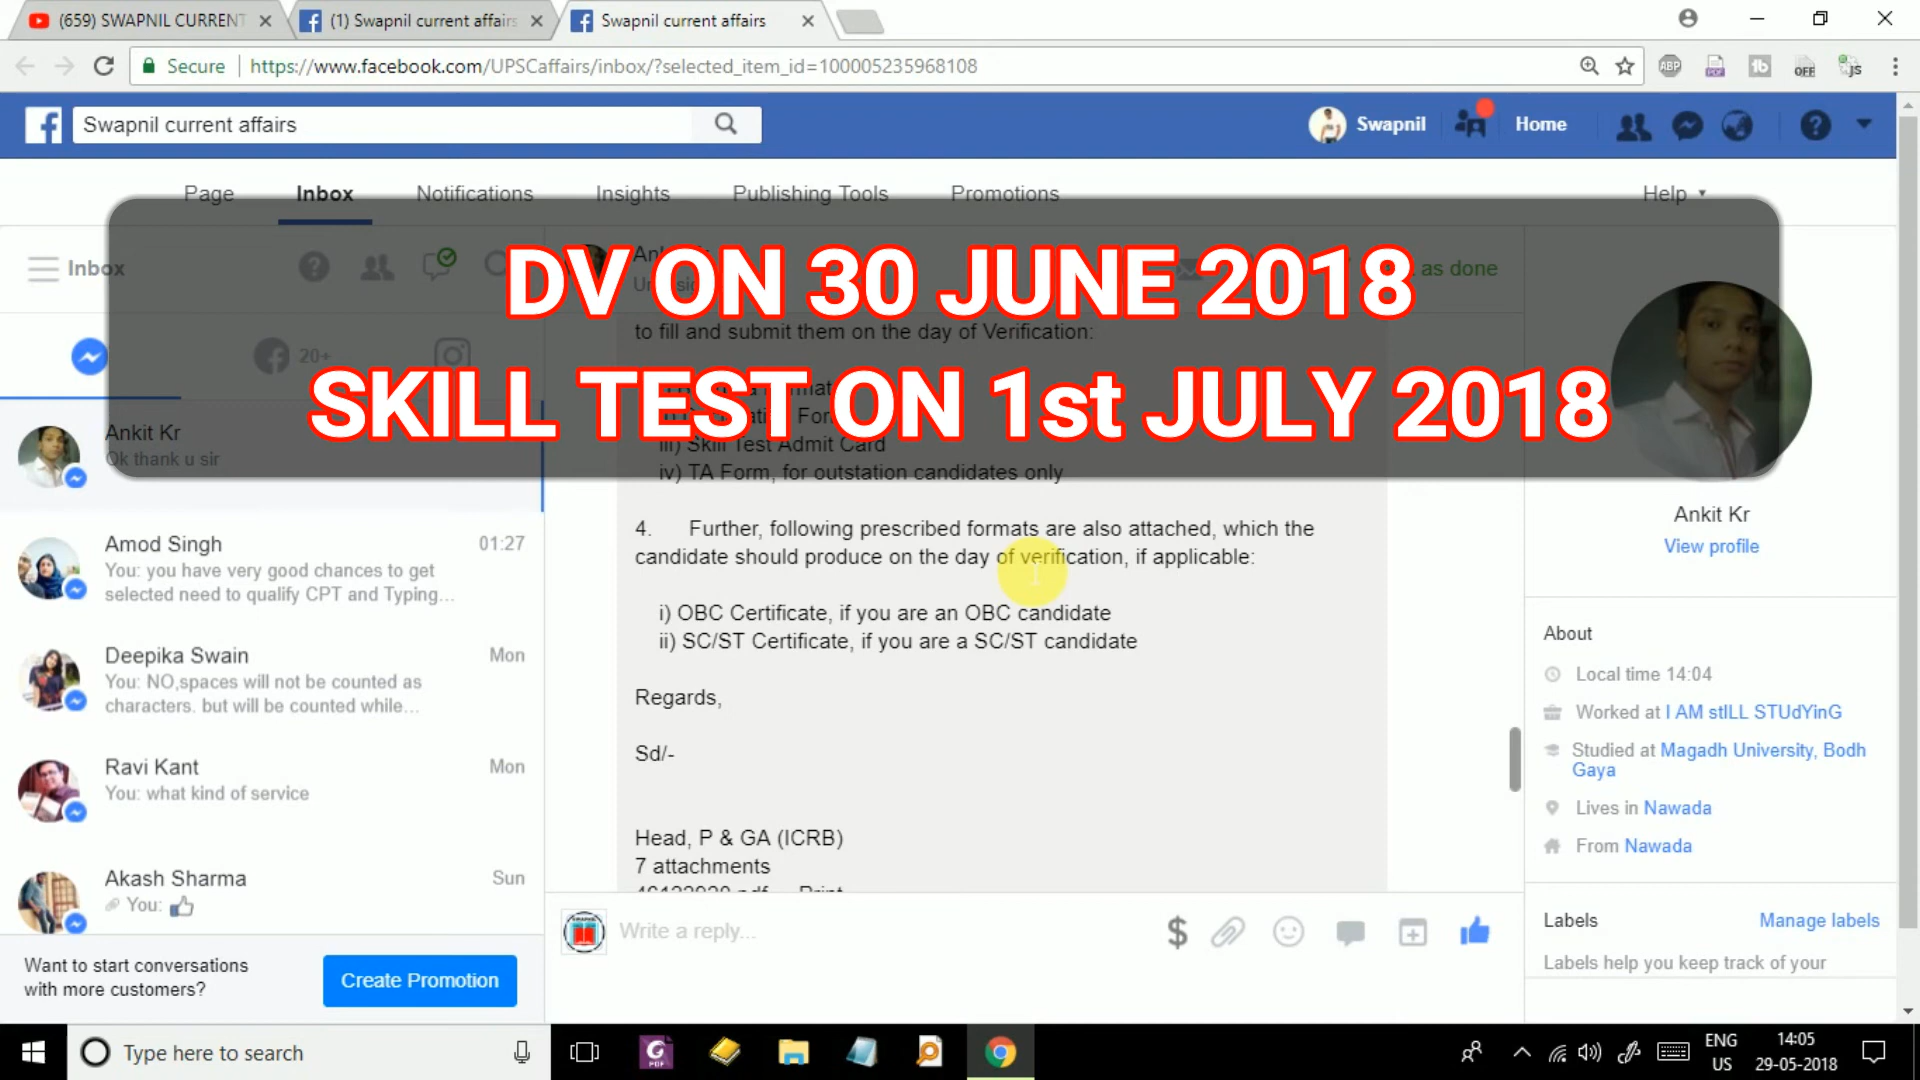 (659) SWAPNIL CURRENT
(1) Swapnil current affairs
Swapnil current affairs
Secure
https://www.facebook.com/UPSCaffairs/inbox/?selected_item_id=100005235968108
ABP
PDF
1b
OFF
JS
Swapnil current affairs
Swapnil
Home
Page
Inbox
Notifications
Insights
Publishing Tools
Promotions
Help
Inbox
DV ON 30 JUNE 2018
as done
to fill and submit them on the day of Verification:
20+
SKILL TEST ON 1st JULY 2018
iii) Skill Test Admit Card
iv) TA Form, for outstation candidates only
Ankit Kr
Ok thank u sir
Amod Singh
01:27
You: you have very good chances to get
selected need to qualify CPT and Typing...
Deepika Swain
Mon
You: NO,spaces will not be counted as
characters. but will be counted while...
Ravi Kant
Mon
You: what kind of service
Akash Sharma
Sun
You:
Want to start conversations
with more customers?
Create Promotion
4. Further, following prescribed formats are also attached, which the
candidate should produce on the day of verification, if applicable:
i) OBC Certificate, if you are an OBC candidate
ii) SC/ST Certificate, if you are a SC/ST candidate
Regards,
Sd/-
Head, P & GA (ICRB)
7 attachments
Write a reply...
Ankit Kr
View profile
About
Local time 14:04
Worked at I AM stILL STUdYinG
Studied at Magadh University, Bodh
Gaya
Lives in Nawada
From Nawada
Labels
Manage labels
Labels help you keep track of your
Type here to search
ENG
US
14:05
29-05-2018